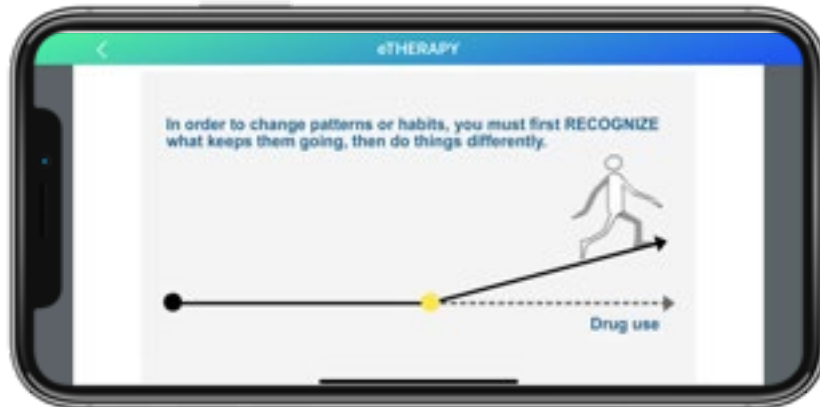 eTHERAPY
In order to change patterns or habits, you must first RECOGNIZE
what keeps them going, then do things differently.
Drug use